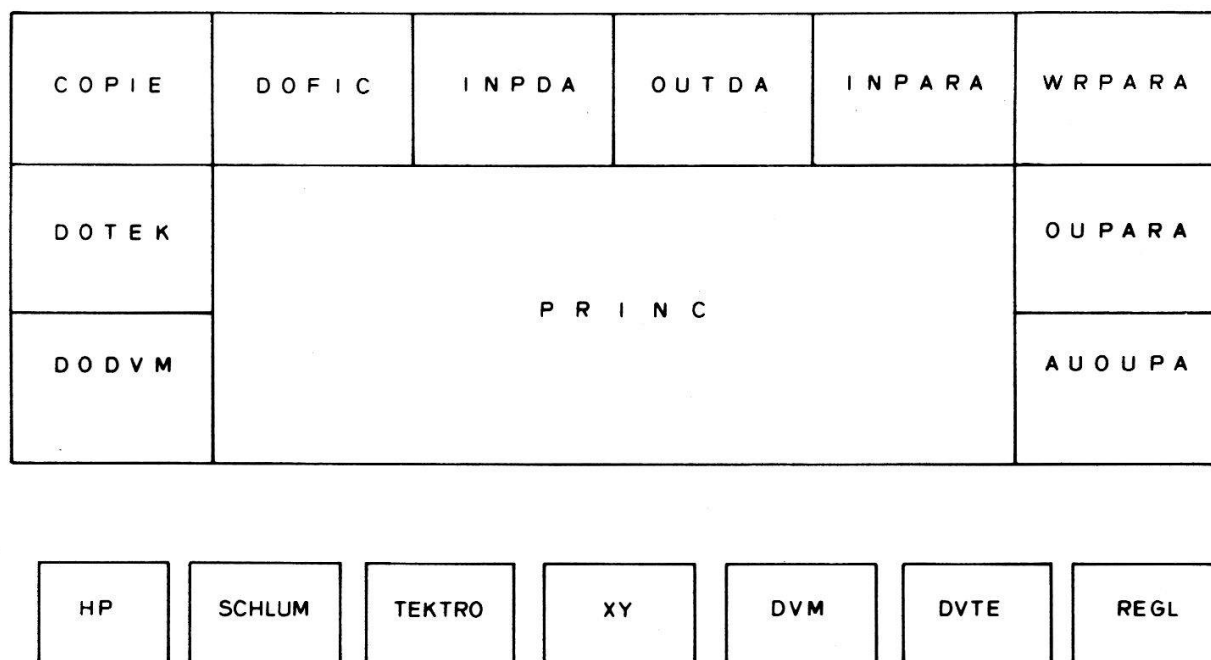 COPIE DOFIC INPDA OUTDA INPARA WRPARA
DOTEK OUPARA
PRINC
DODVM AUOUPA
HP SCHLUM TEKTRO XY DVM DVTE REGL